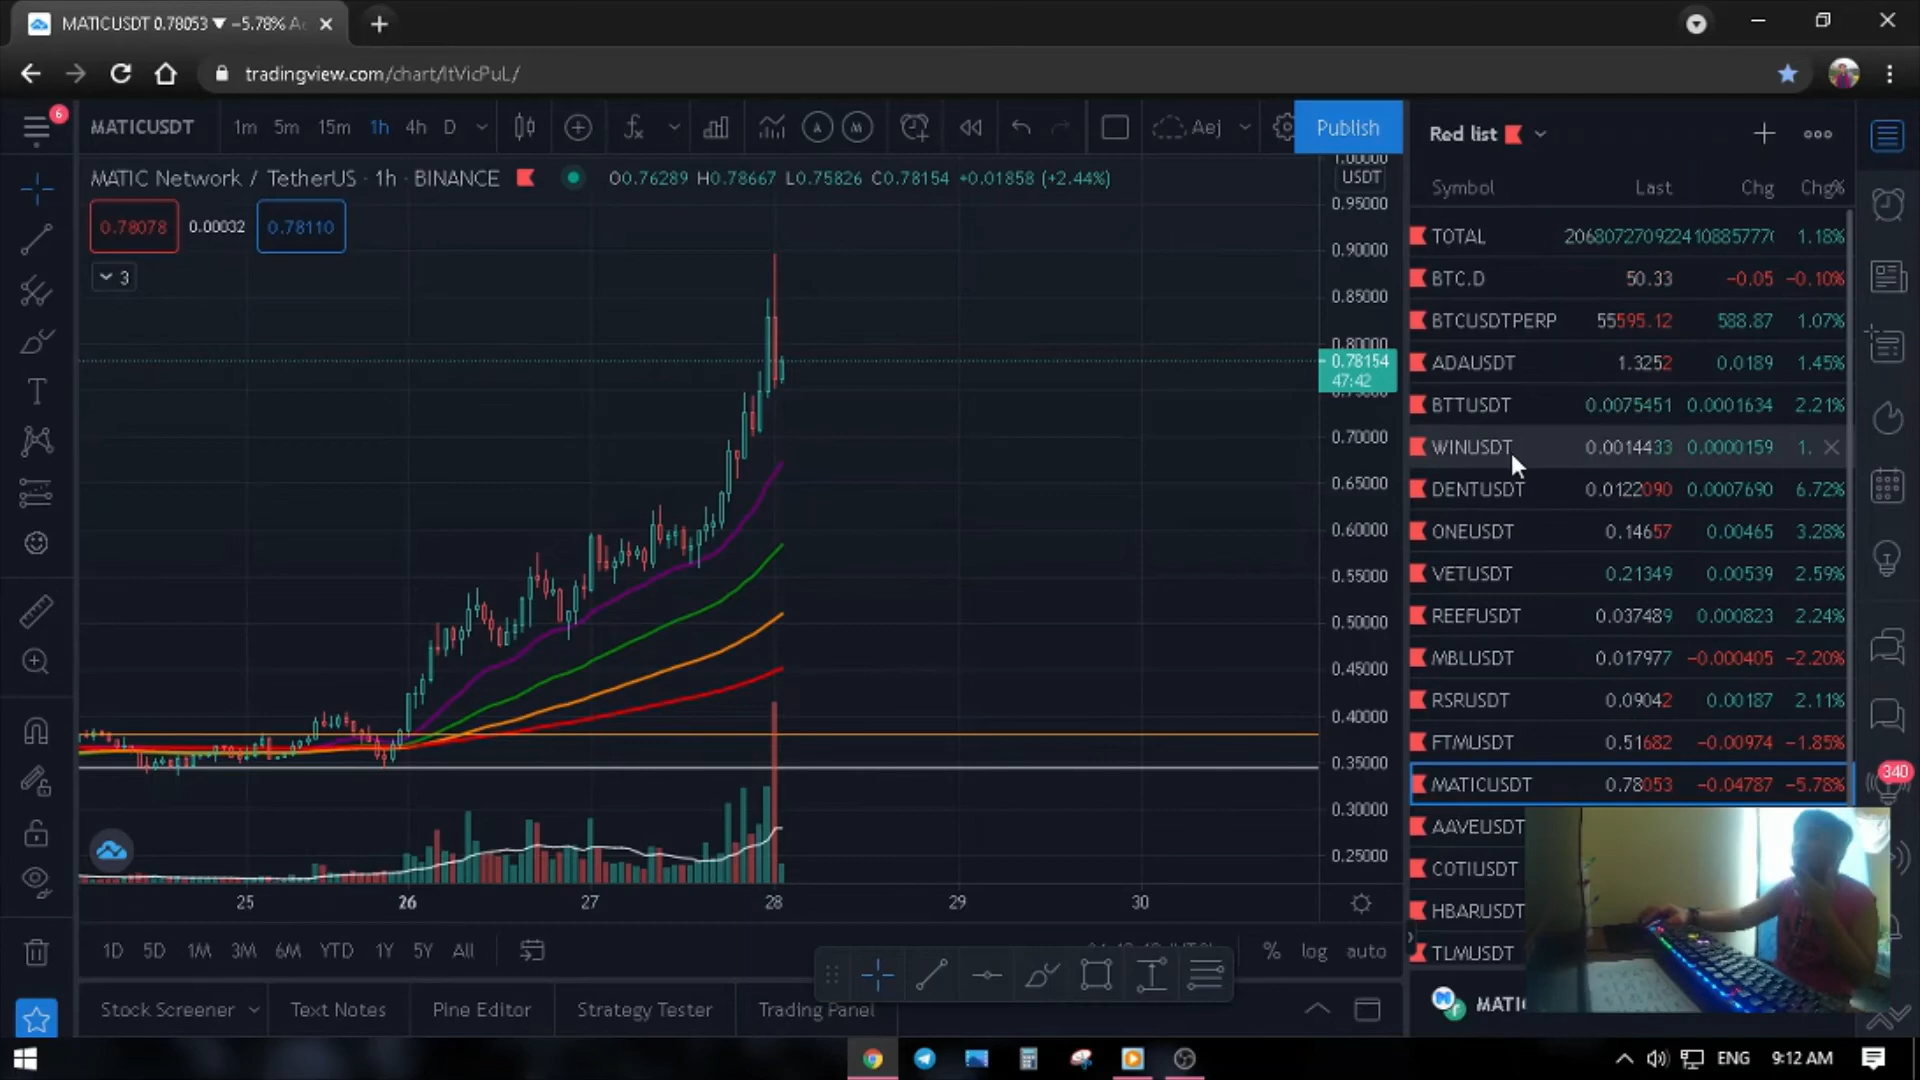 MATICUSDT 0.78053 ▼ −5.78%
tradingview.com/chart/ItVicPuL/
6
MATICUSDT 1m 5m 15m 1h 4h D A M Aej Publish
MATIC Network / TetherUS · 1h · BINANCE O0.76289 H0.78667 L0.75826 C0.78154 +0.01858 (+2.44%)
0.78078 0.00032 0.78110
3
1.00000
USDT
0.95000
0.90000
0.85000
0.80000
0.78154
47:42
0.70000
0.65000
0.60000
0.55000
0.50000
0.45000
0.40000
0.35000
0.30000
0.25000
25 26 27 28 29 30
1D 5D 1M 3M 6M YTD 1Y 5Y All % log auto
Stock Screener Text Notes Pine Editor Strategy Tester Trading Panel
Red list
Symbol Last Chg Chg%
TOTAL 2068072709224108857770 1.18%
BTC.D 50.33 −0.05 −0.10%
BTCUSDTPERP 55595.12 588.87 1.07%
ADAUSDT 1.3252 0.0189 1.45%
BTTUSDT 0.0075451 0.0001634 2.21%
WINUSDT 0.0014433 0.0000159 1.
DENTUSDT 0.0122090 0.0007690 6.72%
ONEUSDT 0.14657 0.00465 3.28%
VETUSDT 0.21349 0.00539 2.59%
REEFUSDT 0.037489 0.000823 2.24%
MBLUSDT 0.017977 −0.000405 −2.20%
RSRUSDT 0.09042 0.00187 2.11%
FTMUSDT 0.51682 −0.00974 −1.85%
MATICUSDT 0.78053 −0.04787 −5.78%
AAVEUSDT
COTIUSDT
HBARUSDT
TLMUSDT
MATIC
340
ENG 9:12 AM